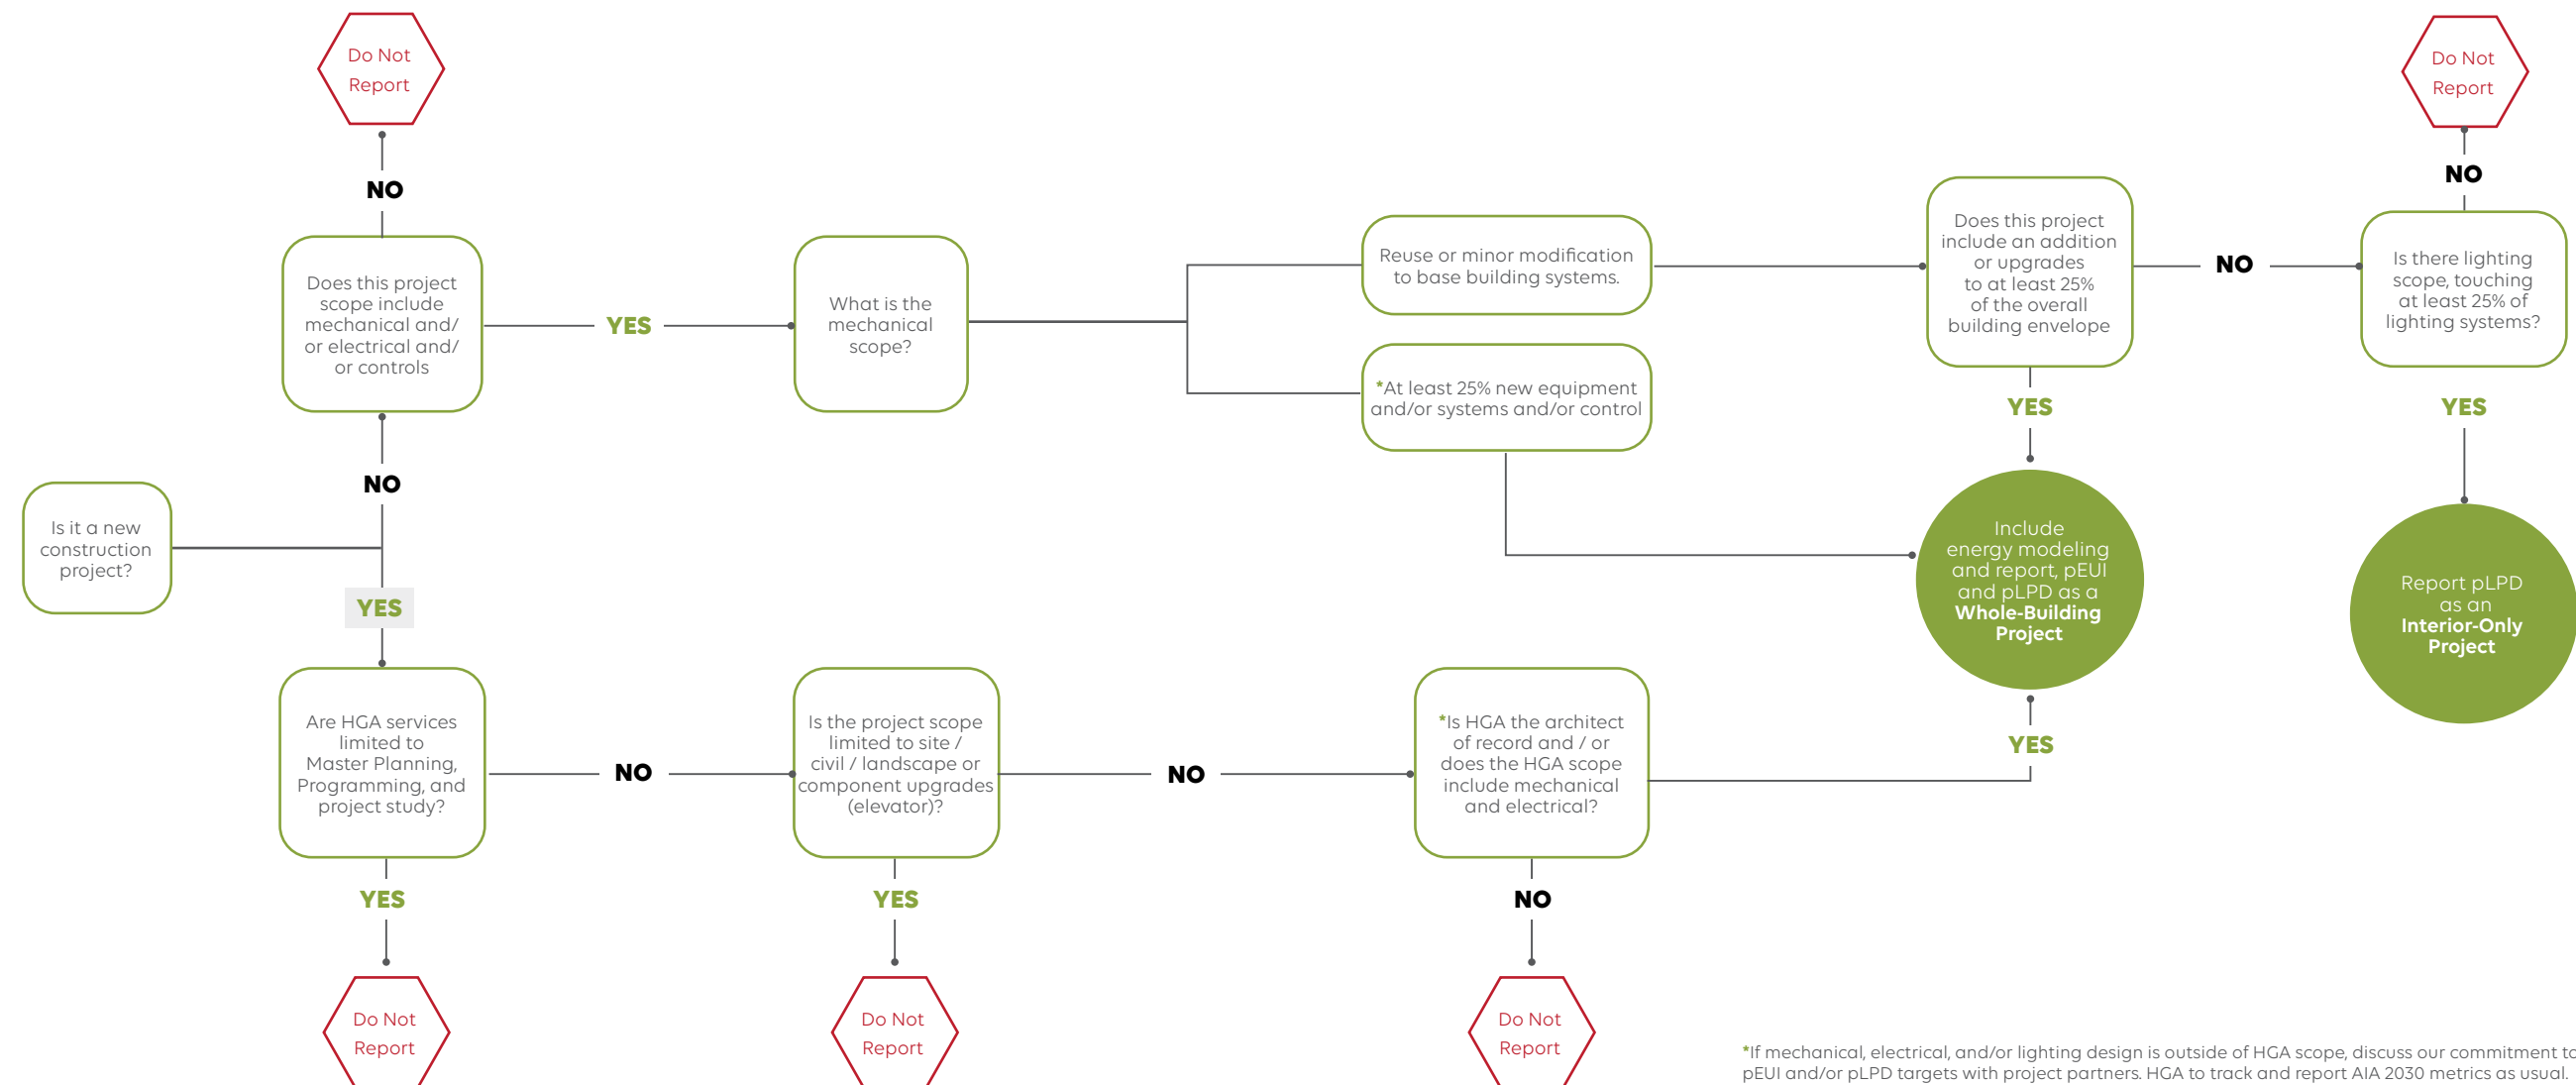 Do Not
Report
Do Not
Report
NO
NO
Does this project
scope include
mechanical and/
or electrical and/
or controls
YES
What is the
mechanical
scope?
Reuse or minor modification
to base building systems.
*At least 25% new equipment
and/or systems and/or control
Does this project
include an addition
or upgrades
to at least 25%
of the overall
building envelope
NO
Is there lighting
scope, touching
at least 25% of
lighting systems?
YES
YES
NO
Is it a new
construction
project?
YES
Include
energy modeling
and report, pEUI
and pLPD as a
Whole-Building
Project
Report pLPD
as an
Interior-Only
Project
Are HGA services
limited to
Master Planning,
Programming, and
project study?
NO
Is the project scope
limited to site /
civil / landscape or
component upgrades
(elevator)?
NO
*Is HGA the architect
of record and / or
does the HGA scope
include mechanical
and electrical?
YES
YES
YES
NO
Do Not
Report
Do Not
Report
Do Not
Report
*If mechanical, electrical, and/or lighting design is outside of HGA scope, discuss our commitment to
pEUI and/or pLPD targets with project partners. HGA to track and report AIA 2030 metrics as usual.